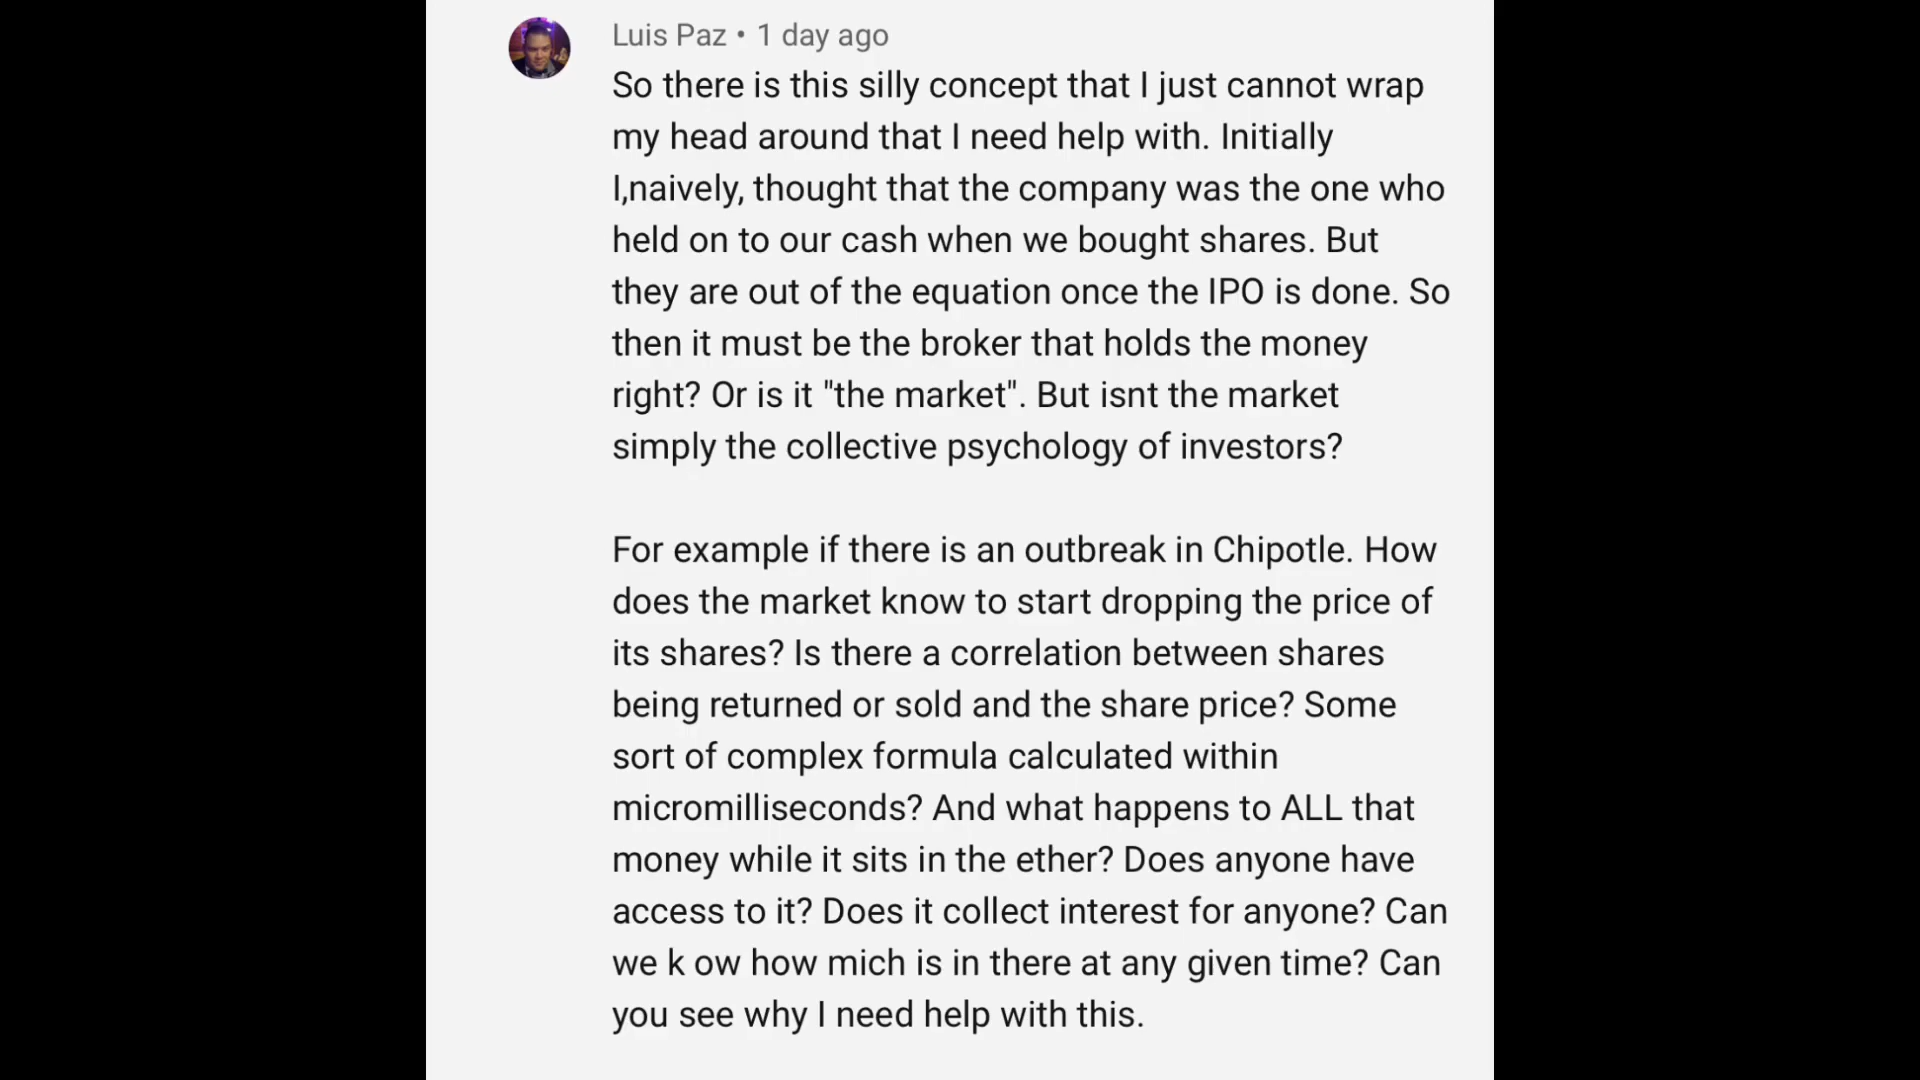 Luis Paz • 1 day ago
So there is this silly concept that I just cannot wrap
my head around that I need help with. Initially
I,naively, thought that the company was the one who
held on to our cash when we bought shares. But
they are out of the equation once the IPO is done. So
then it must be the broker that holds the money
right? Or is it "the market". But isnt the market
simply the collective psychology of investors?
For example if there is an outbreak in Chipotle. How
does the market know to start dropping the price of
its shares? Is there a correlation between shares
being returned or sold and the share price? Some
sort of complex formula calculated within
micromilliseconds? And what happens to ALL that
money while it sits in the ether? Does anyone have
access to it? Does it collect interest for anyone? Can
we k ow how mich is in there at any given time? Can
you see why I need help with this.